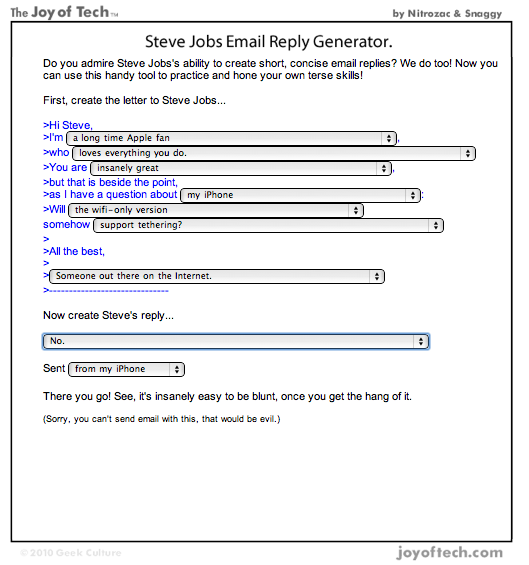 The Joy of Tech™ by Nitrozac & Snaggy
Steve Jobs Email Reply Generator.
Do you admire Steve Jobs's ability to create short, concise email replies? We do too! Now you
can use this handy tool to practice and hone your own terse skills!
First, create the letter to Steve Jobs...
>Hi Steve,
>I'm a long time Apple fan,
>who loves everything you do.
>You are insanely great,
>but that is beside the point,
>as I have a question about my iPhone:
>Will the wifi-only version
somehow support tethering?
>
>All the best,
>
>Someone out there on the Internet.
>-------------------------------
Now create Steve's reply...
No.
Sent from my iPhone
There you go! See, it's insanely easy to be blunt, once you get the hang of it.
(Sorry, you can't send email with this, that would be evil.)
©2010 Geek Culture joyoftech.com